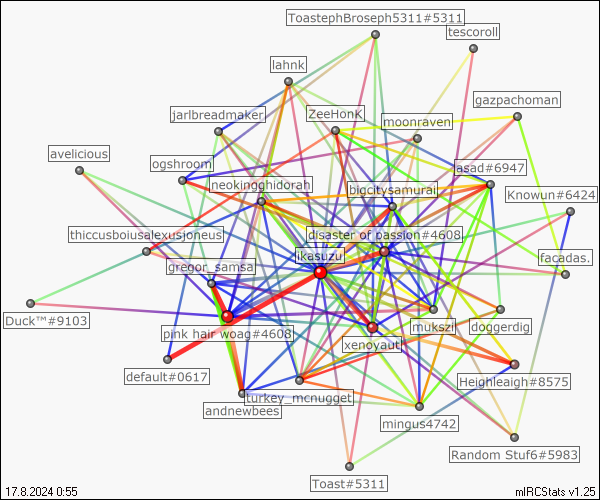 ToastephBroseph5311#5311
tescoroll
lahnk
gazpachoman
jarlbreadmaker
ZeeHonK
moonraven
avelicious
ogshroom
asad#6947
neokingghidorah
bigcitysamurai
Knowun#6424
thiccusboiusalexusjoneus
disaster of passion#4608
ikasuzu
facadas.
gregor_samsa
Duck™#9103
pink hair woag#4608
mukszi
doggerdig
xenoyaut
default#0617
Heighleaigh#8575
turkey_mcnugget
andnewbees
mingus4742
Random Stuf6#5983
Toast#5311
17.8.2024 0:55
mIRCStats v1.25